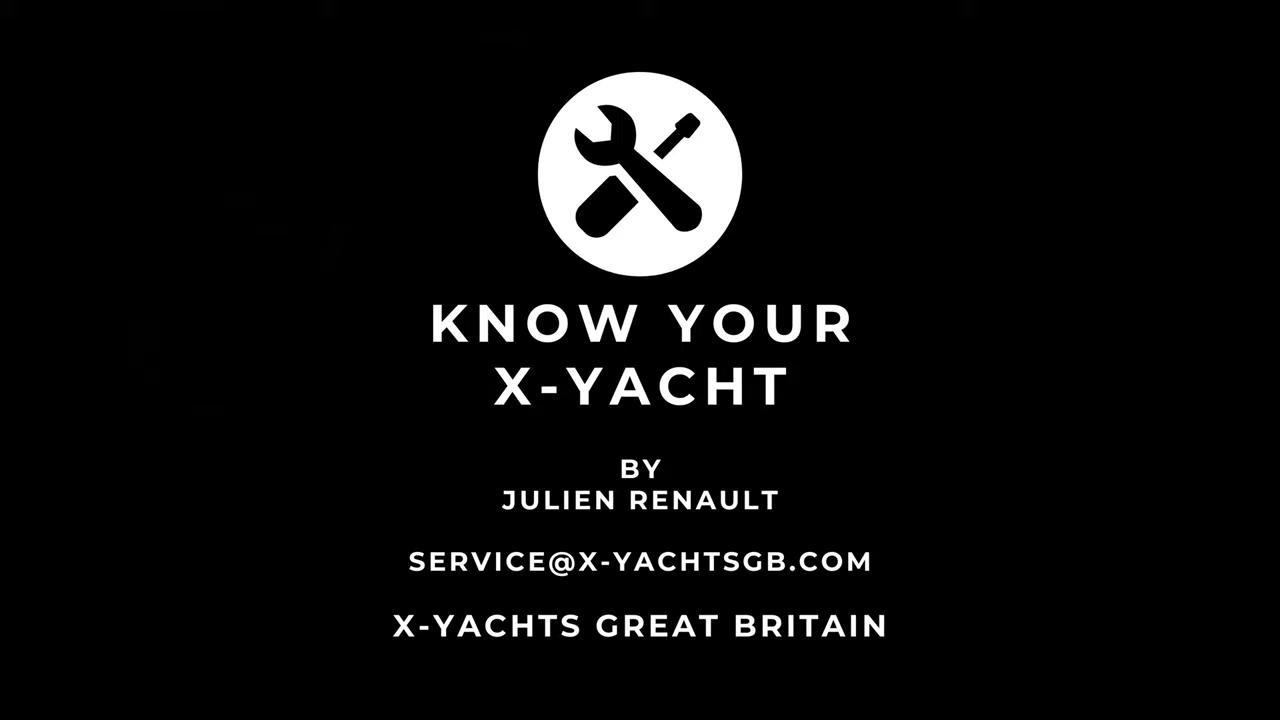 KNOW YOUR
X-YACHT
BY
JULIEN RENAULT
SERVICE@X-YACHTSGB.COM
X-YACHTS GREAT BRITAIN